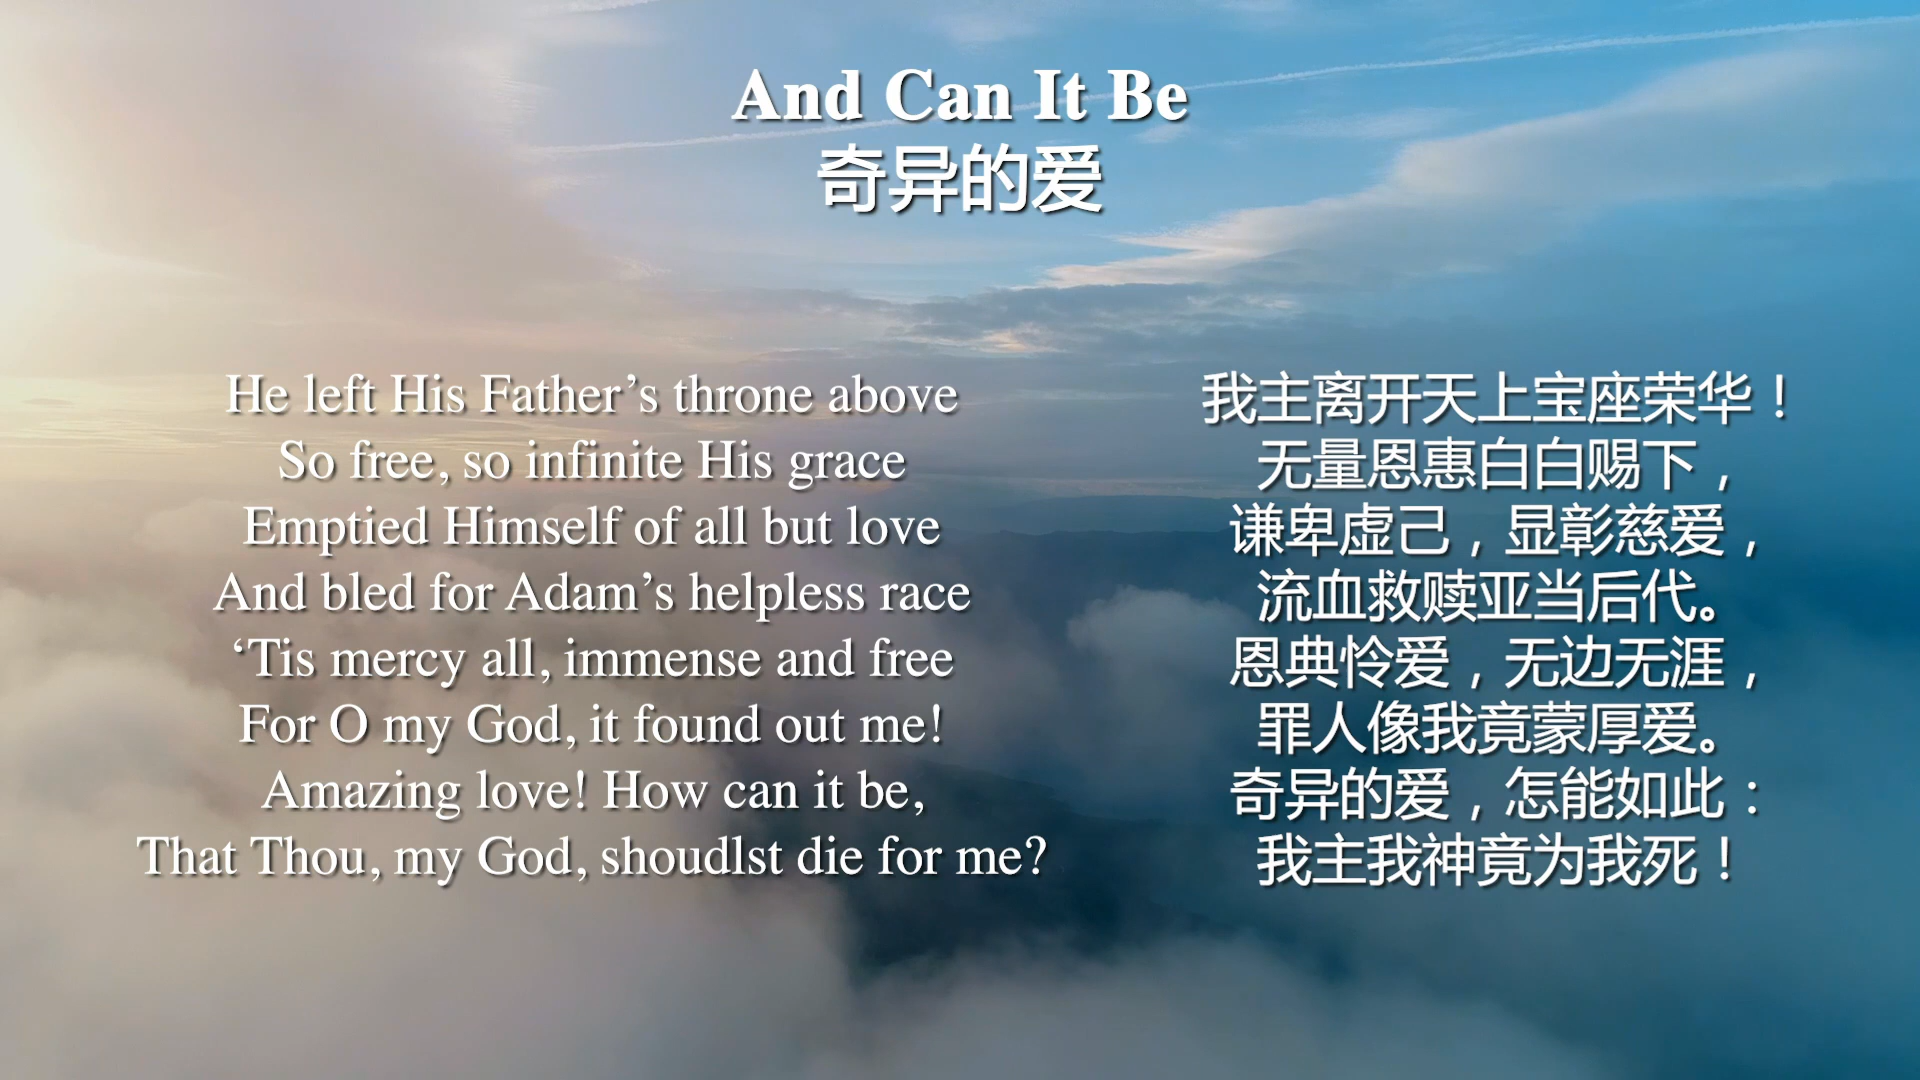 And Can It Be
奇异的爱
He left His Father’s throne above
So free, so infinite His grace
Emptied Himself of all but love
And bled for Adam’s helpless race
‘Tis mercy all, immense and free
For O my God, it found out me!
Amazing love! How can it be,
That Thou, my God, shoudlst die for me?
我主离开天上宝座荣华！
无量恩惠白白赐下，
谦卑虚己，显彰慈爱，
流血救赎亚当后代。
恩典怜爱，无边无涯，
罪人像我竟蒙厚爱。
奇异的爱，怎能如此：
我主我神竟为我死！